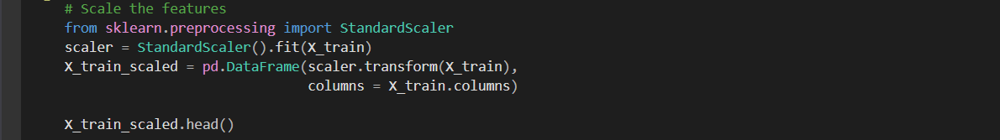 # Scale the features
from sklearn.preprocessing import StandardScaler
scaler = StandardScaler().fit(X_train)
X_train_scaled = pd.DataFrame(scaler.transform(X_train),
columns = X_train.columns)
X_train_scaled.head()